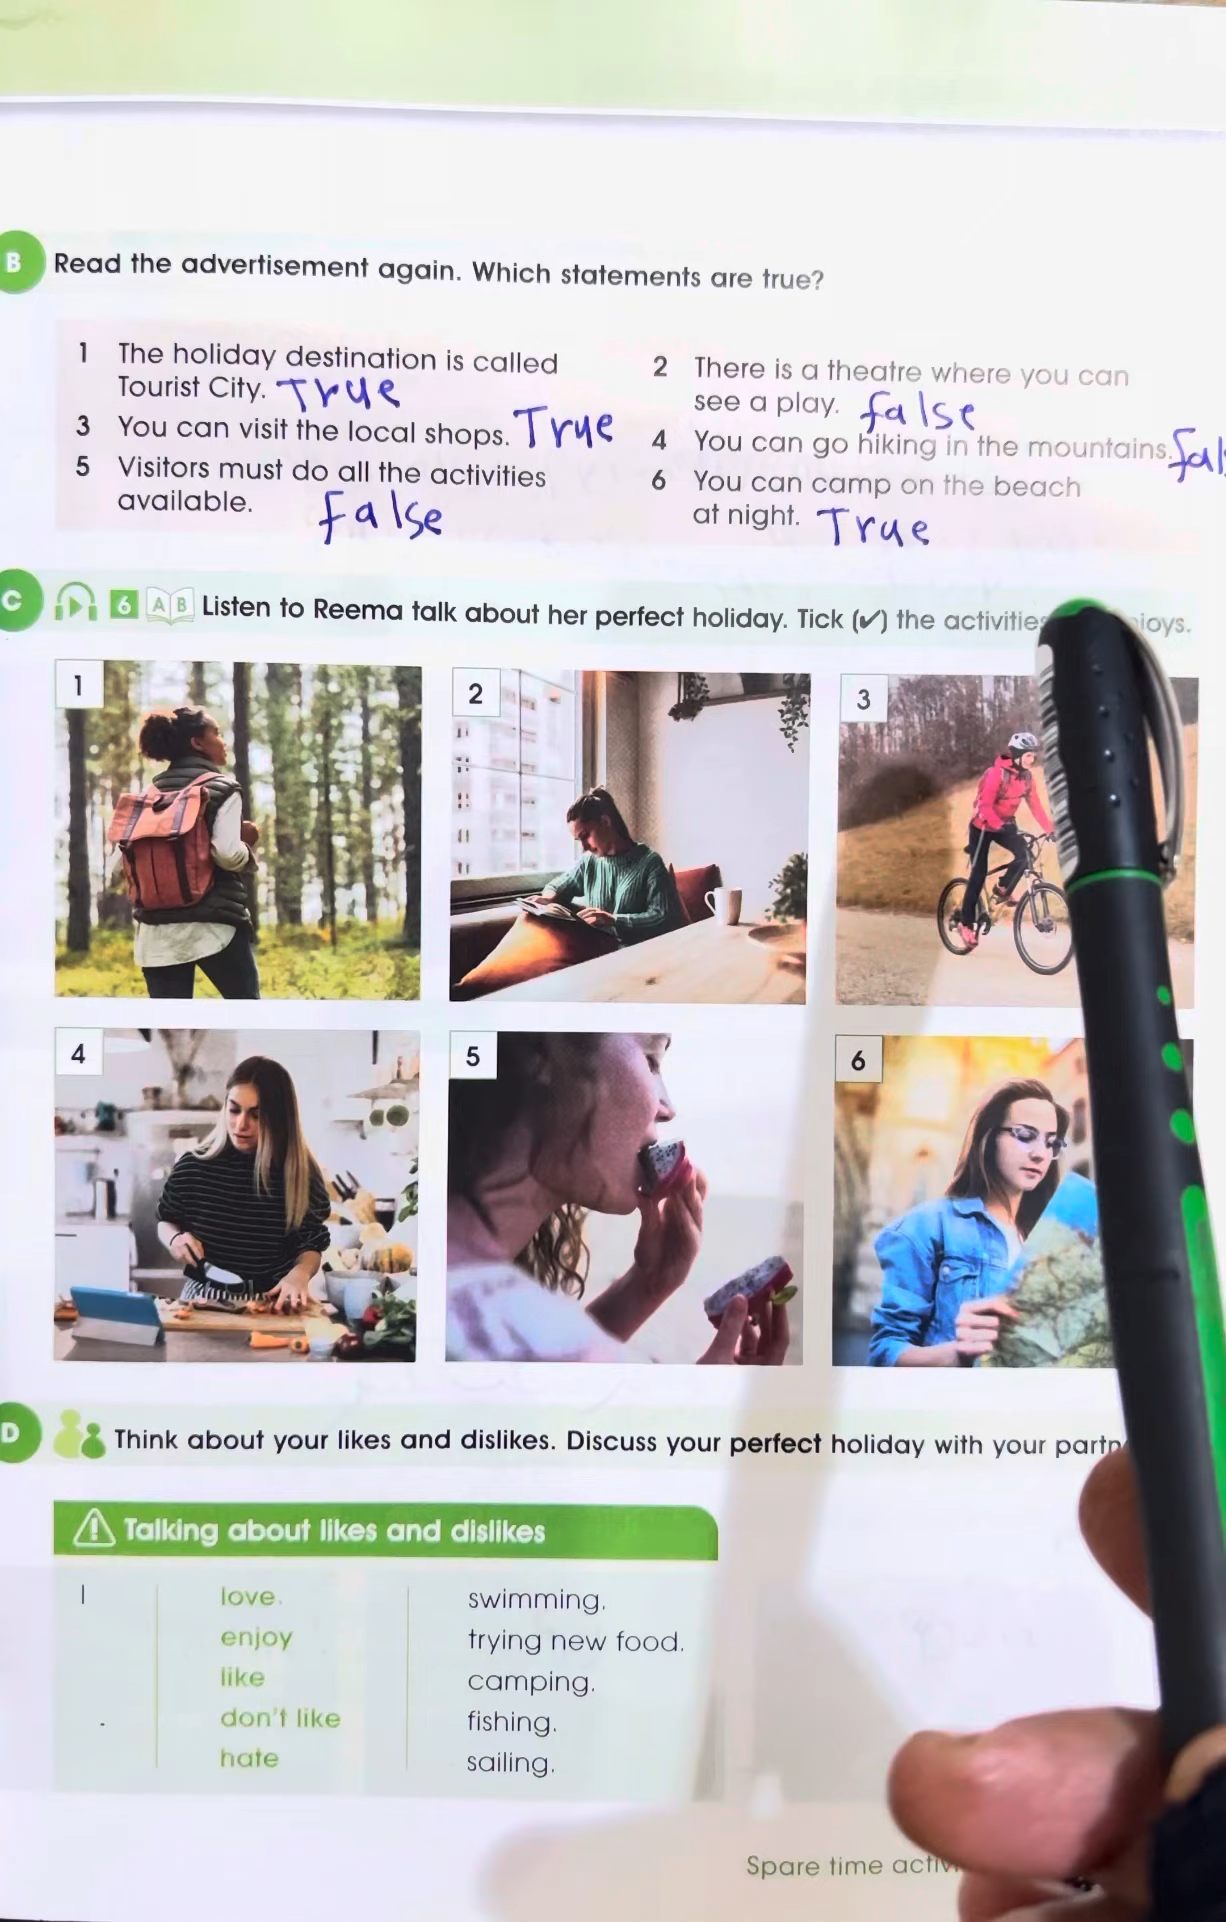 B Read the advertisement again. Which statements are true?
1 The holiday destination is called
Tourist City. True
2 There is a theatre where you can
see a play. false
3 You can visit the local shops. True
4 You can go hiking in the mountains.
5 Visitors must do all the activities
available. false
6 You can camp on the beach
at night. True
C 6 A B Listen to Reema talk about her perfect holiday. Tick (✔) the
1
2
3
4
5
6
D Think about your likes and dislikes. Discuss your perfect holiday with your
Talking about likes and dislikes
I love swimming.
enjoy trying new food.
like camping.
don't like fishing.
hate sailing.
Spare time